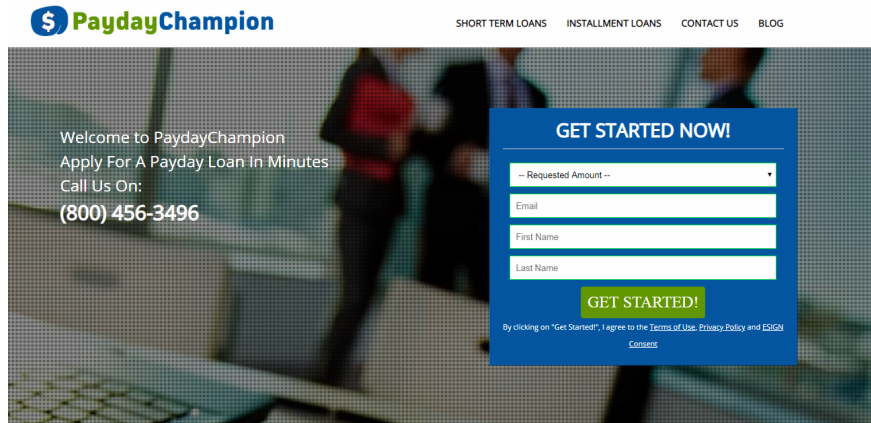 PaydayChampion
SHORT TERM LOANS INSTALLMENT LOANS CONTACT US BLOG
Welcome to PaydayChampion
Apply For A Payday Loan In Minutes
Call Us On:
(800) 456-3496
GET STARTED NOW!
-- Requested Amount --
Email
First Name
Last Name
GET STARTED!
By clicking on "Get Started!", I agree to the Terms of Use, Privacy Policy and ESIGN
Consent